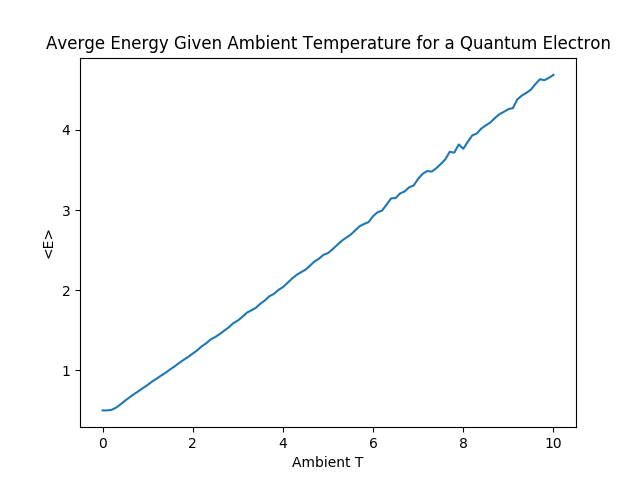 Averge Energy Given Ambient Temperature for a Quantum Electron
<E>
4
3
2
1
0 2 4 6 8 10
Ambient T